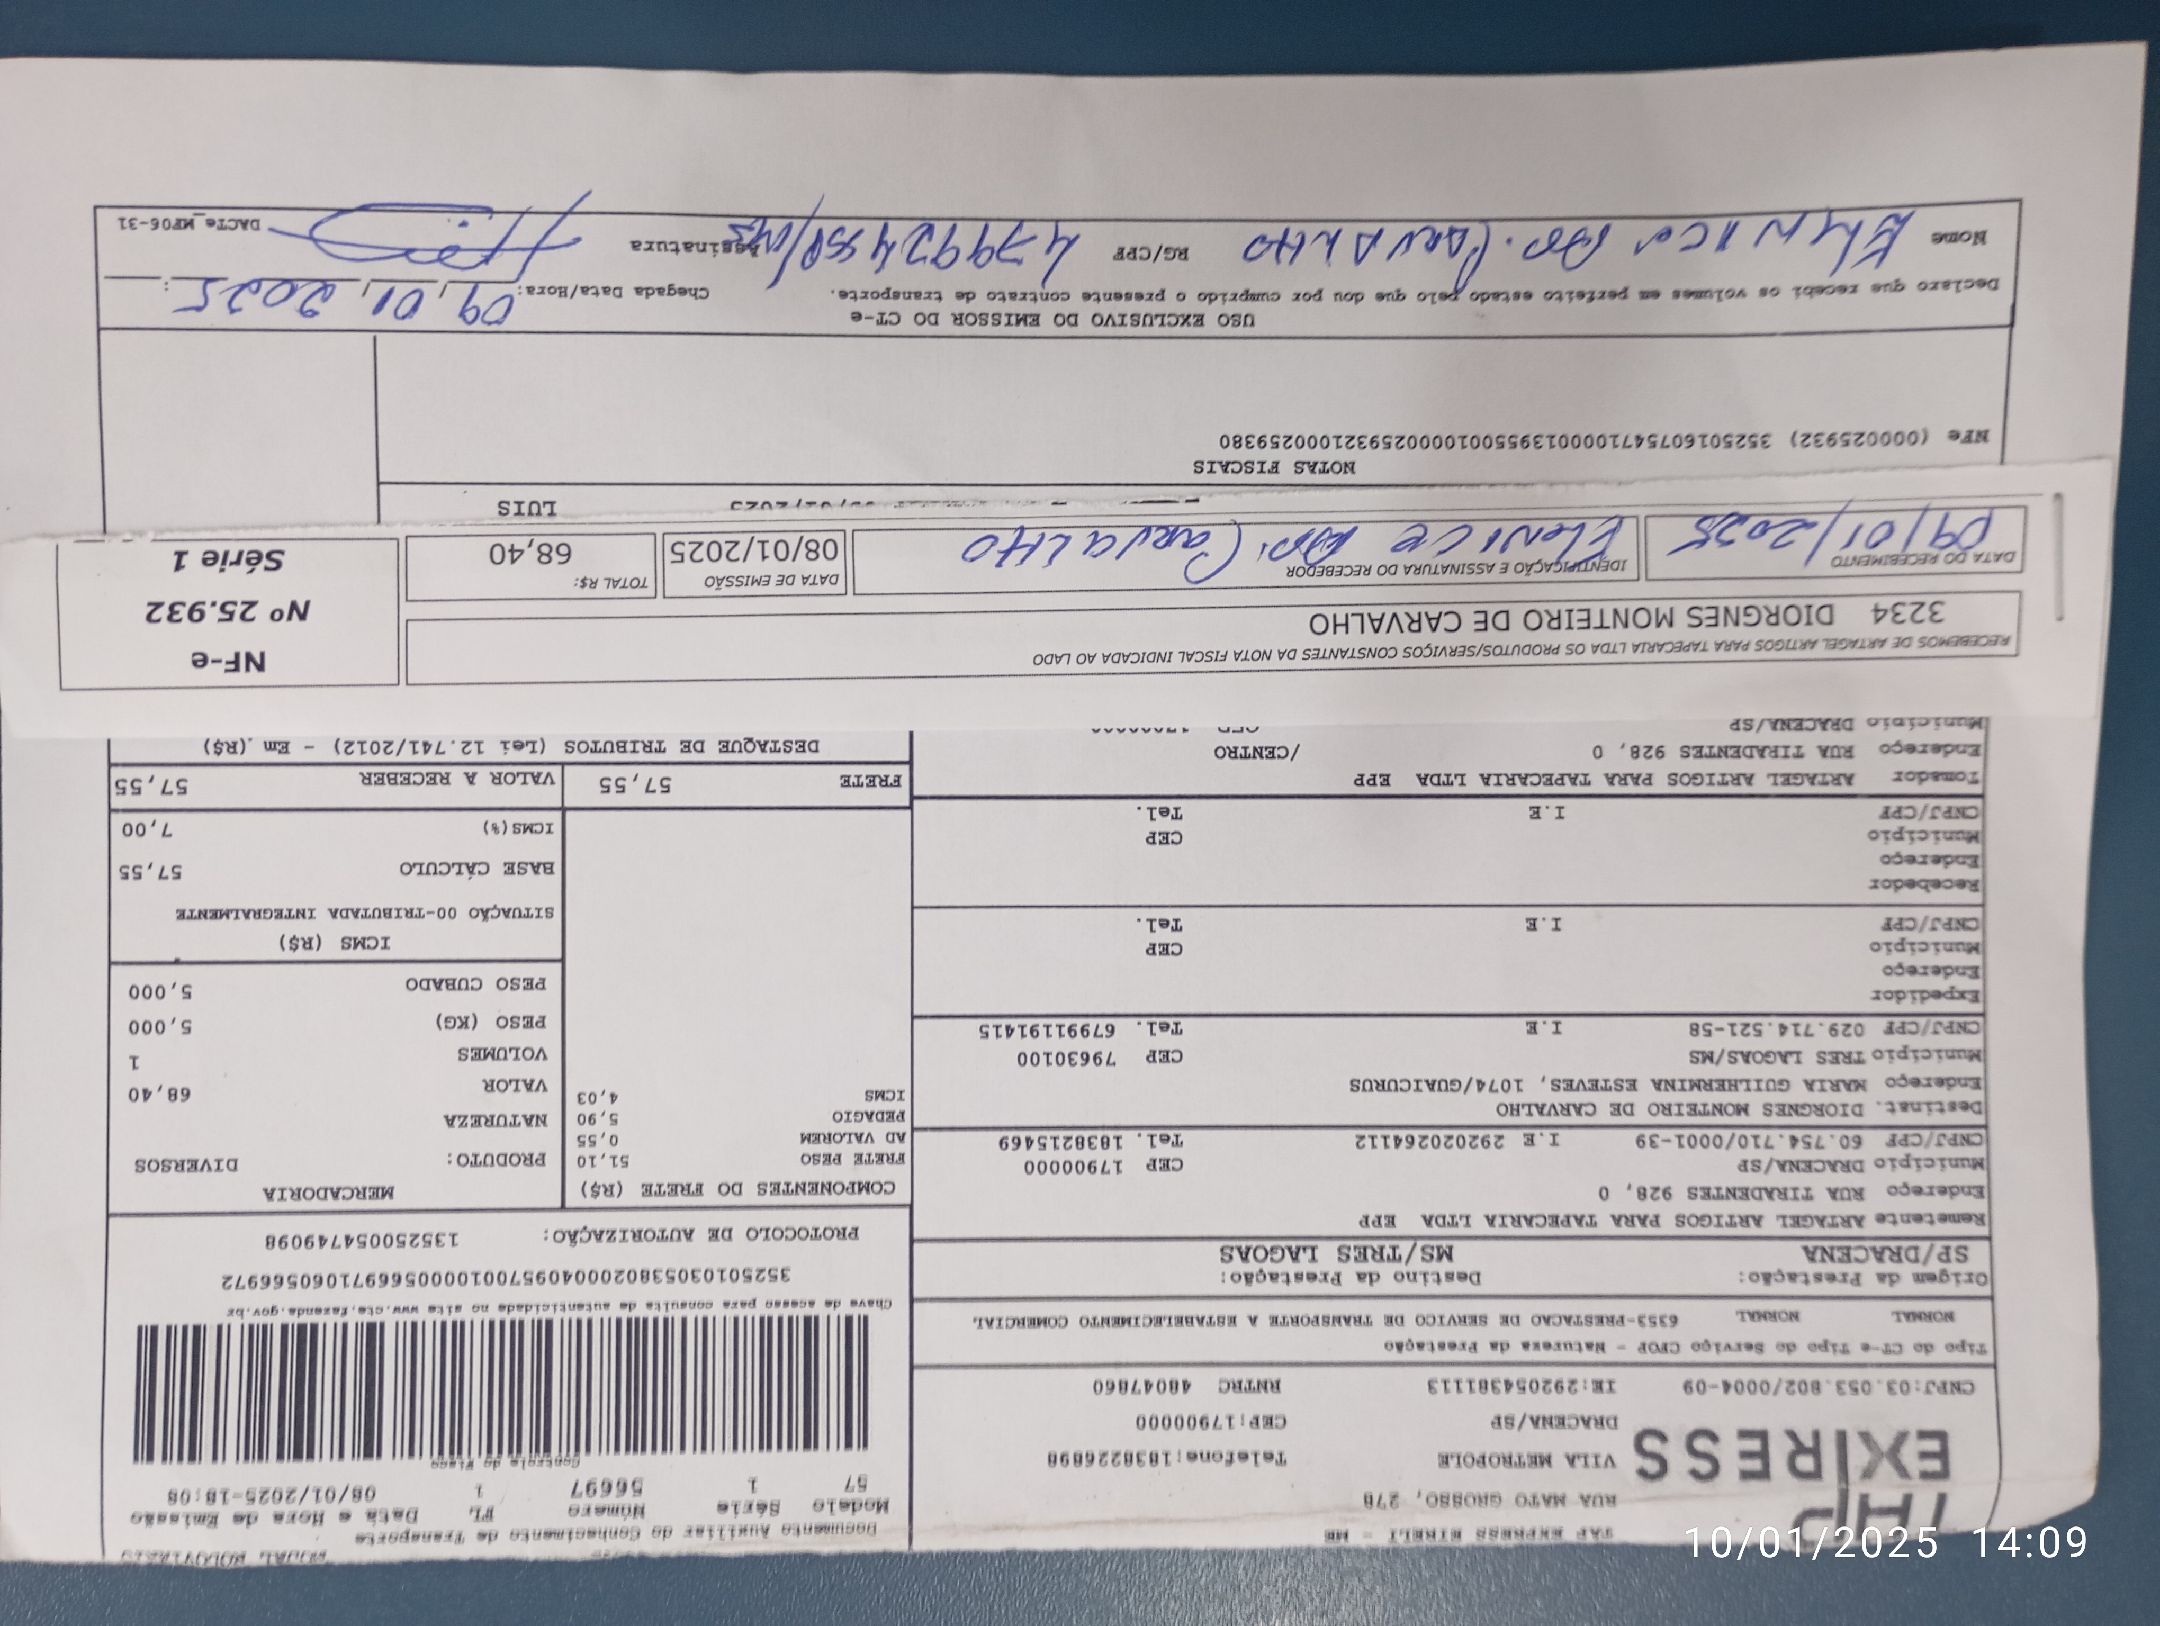 MODAL RODOVIÁRIO
TAP EXPRESS EIRELI - ME
Documento Auxiliar do Conhecimento de Transporte
TAP
EXPRESS
RUA MATO GROSSO, 278
VILA METROPOLE Telefone:1838226898
DRACENA/SP CEP:17900000
CNPJ:03.053.802/0004-09 IE:292054381113 RNTRC 48047860
Modelo Série Número FL Data e Hora de Emissão
57 1 56697 1 08/01/2025-18:08
Controle do Fisco
Chave de acesso para consulta de autenticidade no site www.cte.fazenda.gov.br
35250103053802000409570010000566971060566972
PROTOCOLO DE AUTORIZAÇÃO: 135250054749098
Tipo do CT-e Tipo do Serviço CFOP - Natureza da Prestação
NORMAL NORMAL 6353-PRESTACAO DE SERVICO DE TRANSPORTE A ESTABELECIMENTO COMERCIAL
Origem da Prestação: Destino da Prestação:
SP/DRACENA MS/TRES LAGOAS
Remetente ARTAGEL ARTIGOS PARA TAPECARIA LTDA EPP
Endereço RUA TIRADENTES 928, 0
Município DRACENA/SP CEP 17900000
CNPJ/CPF 60.754.710/0001-39 I.E 292020264112 Tel. 1838215469
Destinat. DIORGNES MONTEIRO DE CARVALHO
Endereço MARIA GUILHERMINA ESTEVES, 1074/GUAICURUS
Município TRES LAGOAS/MS CEP 79630100
CNPJ/CPF 029.714.521-58 I.E Tel. 67991191415
Expedidor
Endereço
Município CEP
CNPJ/CPF I.E Tel.
Recebedor
Endereço
Município CEP
CNPJ/CPF I.E Tel.
Tomador ARTAGEL ARTIGOS PARA TAPECARIA LTDA EPP
Endereço RUA TIRADENTES 928, 0 /CENTRO
Município DRACENA/SP
COMPONENTES DO FRETE (R$)
FRETE PESO 51,10
AD VALOREM 0,55
PEDAGIO 5,90
ICMS 4,03
FRETE 57,55
MERCADORIA
PRODUTO: DIVERSOS
NATUREZA
VALOR 68,40
VOLUMES 1
PESO (KG) 5,000
PESO CUBADO 5,000
ICMS (R$)
SITUAÇÃO 00-TRIBUTADA INTEGRALMENTE
BASE CÁLCULO 57,55
ICMS(%) 7,00
VALOR A RECEBER 57,55
DESTAQUE DE TRIBUTOS (Lei 12.741/2012) - Em (R$)
RECEBEMOS DE ARTAGEL ARTIGOS PARA TAPECARIA LTDA OS PRODUTOS/SERVIÇOS CONSTANTES DA NOTA FISCAL INDICADA AO LADO
3234 DIORGNES MONTEIRO DE CARVALHO
DATA DO RECEBIMENTO IDENTIFICAÇÃO E ASSINATURA DO RECEBEDOR DATA DE EMISSÃO TOTAL R$:
09/01/2025 Elenice Ap. Carvalho 08/01/2025 68,40
NF-e
Nº 25.932
Série 1
LUIS
NOTAS FISCAIS
NFe (000025932) 35250160754710000139550010000259321000259380
USO EXCLUSIVO DO EMISSOR DO CT-e
Declaro que recebi os volumes em perfeito estado pelo que dou por cumprido o presente contrato de transporte. Chegada Data/Hora: 09,01,2025 :
Nome Elenice Ap. Carvalho RG/CPF 479924 SSP/MS Assinatura
DACTe_MF06-31
10/01/2025 14:09